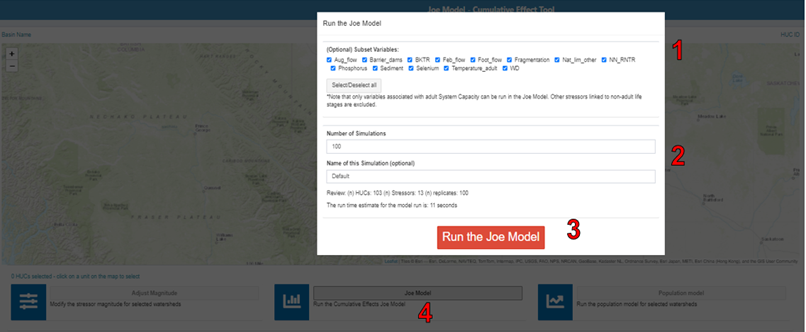 Joe Model - Cumulative Effect Tool
Basin Name
HUC ID
+
−
Run the Joe Model
1
(Optional) Subset Variables:
Aug_flow Barrier_dams BKTR Feb_flow Foot_flow Fragmentation Nat_lim_other NN_RNTR
Phosphorus Sediment Selenium Temperature_adult WD
Select/Deselect all
*Note that only variables associated with adult System Capacity can be run in the Joe Model. Other stressors linked to non-adult life
stages are excluded.
Number of Simulations
100
2
Name of this Simulation (optional)
Default
Review: (n) HUCs: 103 (n) Stressors: 13 (n) replicates: 100
The run time estimate for the model run is: 11 seconds
Run the Joe Model
3
0 HUCs selected - click on a unit on the map to select
Adjust Magnitude
Modify the stressor magnitude for selected watersheds
Joe Model
Run the Cumulative Effects Joe Model
4
Population model
Run the population model for selected watersheds